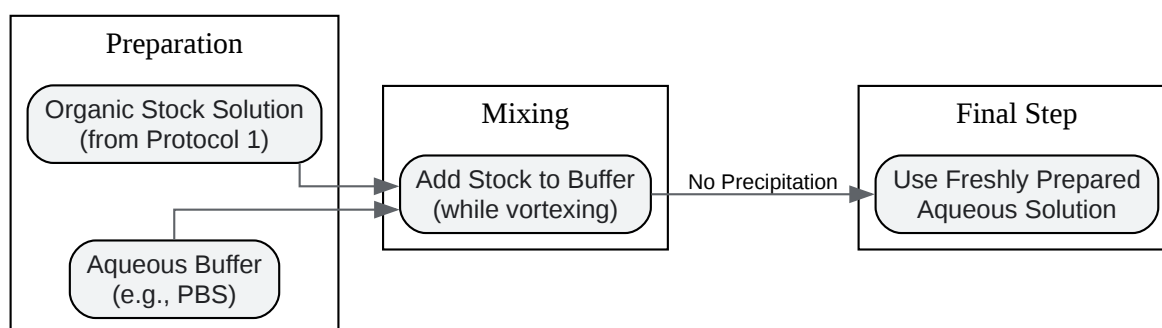 Preparation
Organic Stock Solution
(from Protocol 1)
Aqueous Buffer
(e.g., PBS)
Mixing
Add Stock to Buffer
(while vortexing)
No Precipitation
Final Step
Use Freshly Prepared
Aqueous Solution